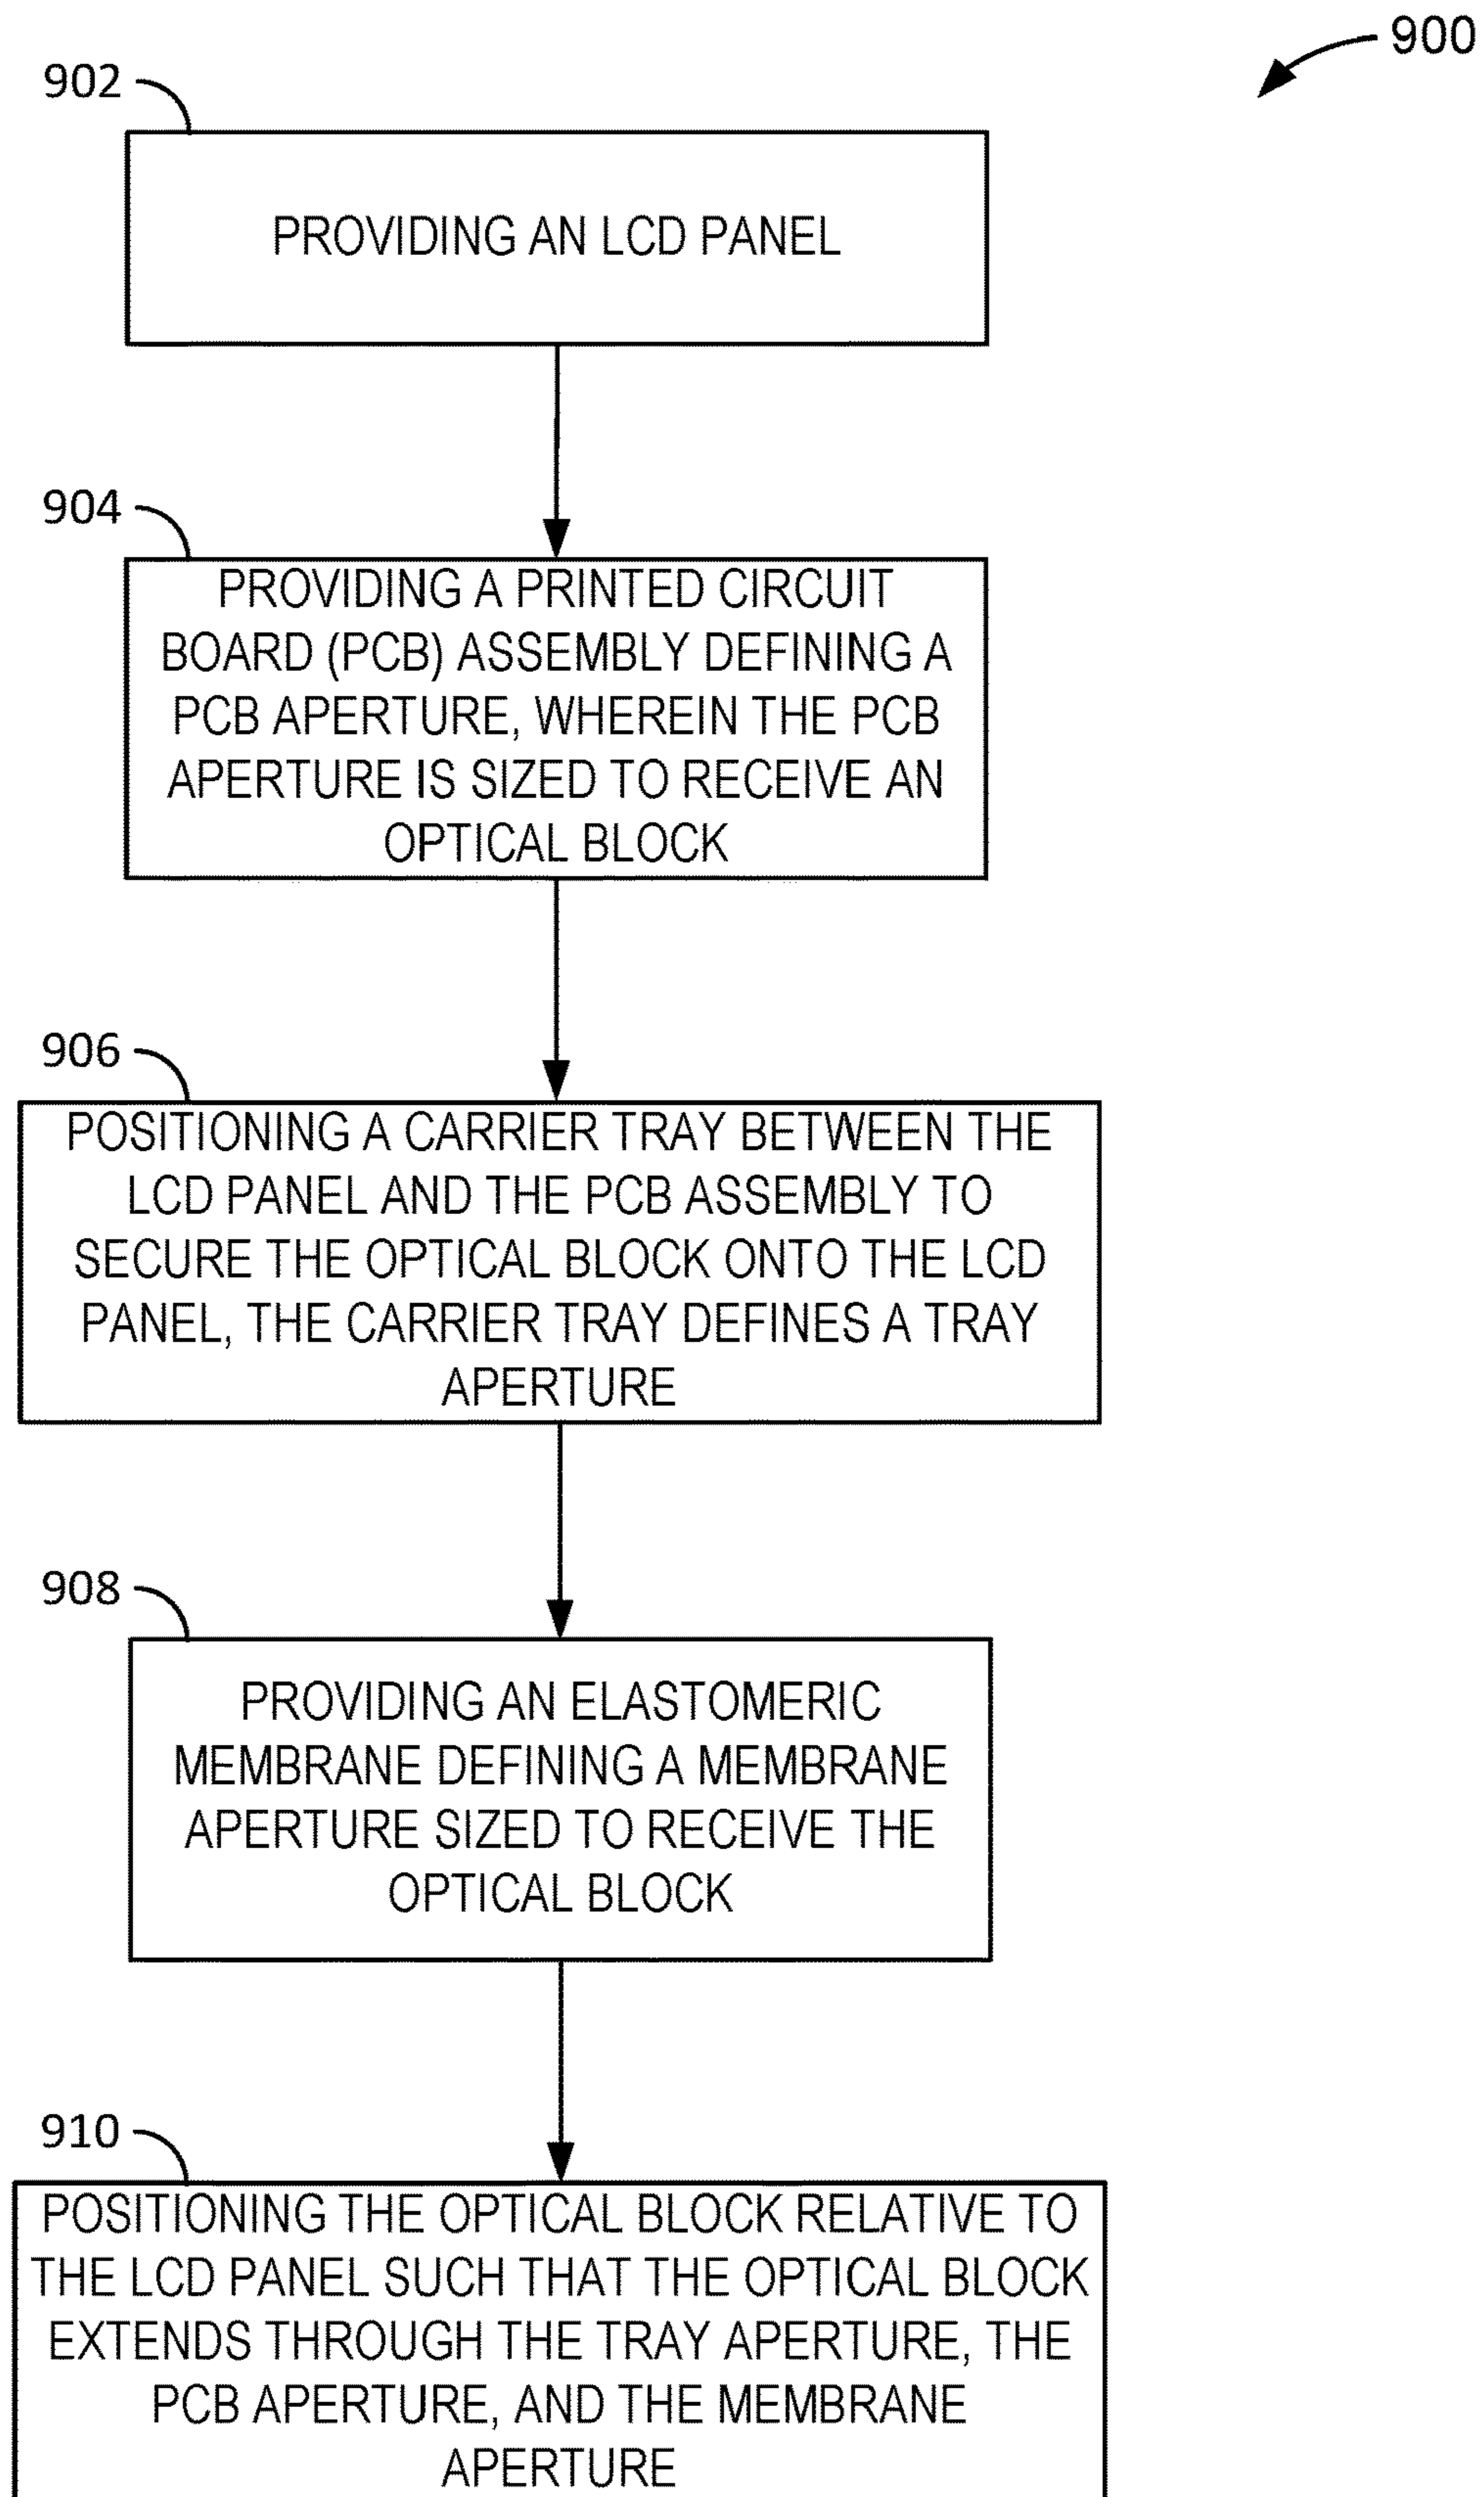 900
902
PROVIDING AN LCD PANEL
904
PROVIDING A PRINTED CIRCUIT
BOARD (PCB) ASSEMBLY DEFINING A
PCB APERTURE, WHEREIN THE PCB
APERTURE IS SIZED TO RECEIVE AN
OPTICAL BLOCK
906
POSITIONING A CARRIER TRAY BETWEEN THE
LCD PANEL AND THE PCB ASSEMBLY TO
SECURE THE OPTICAL BLOCK ONTO THE LCD
PANEL, THE CARRIER TRAY DEFINES A TRAY
APERTURE
908
PROVIDING AN ELASTOMERIC
MEMBRANE DEFINING A MEMBRANE
APERTURE SIZED TO RECEIVE THE
OPTICAL BLOCK
910
POSITIONING THE OPTICAL BLOCK RELATIVE TO
THE LCD PANEL SUCH THAT THE OPTICAL BLOCK
EXTENDS THROUGH THE TRAY APERTURE, THE
PCB APERTURE, AND THE MEMBRANE
APERTURE